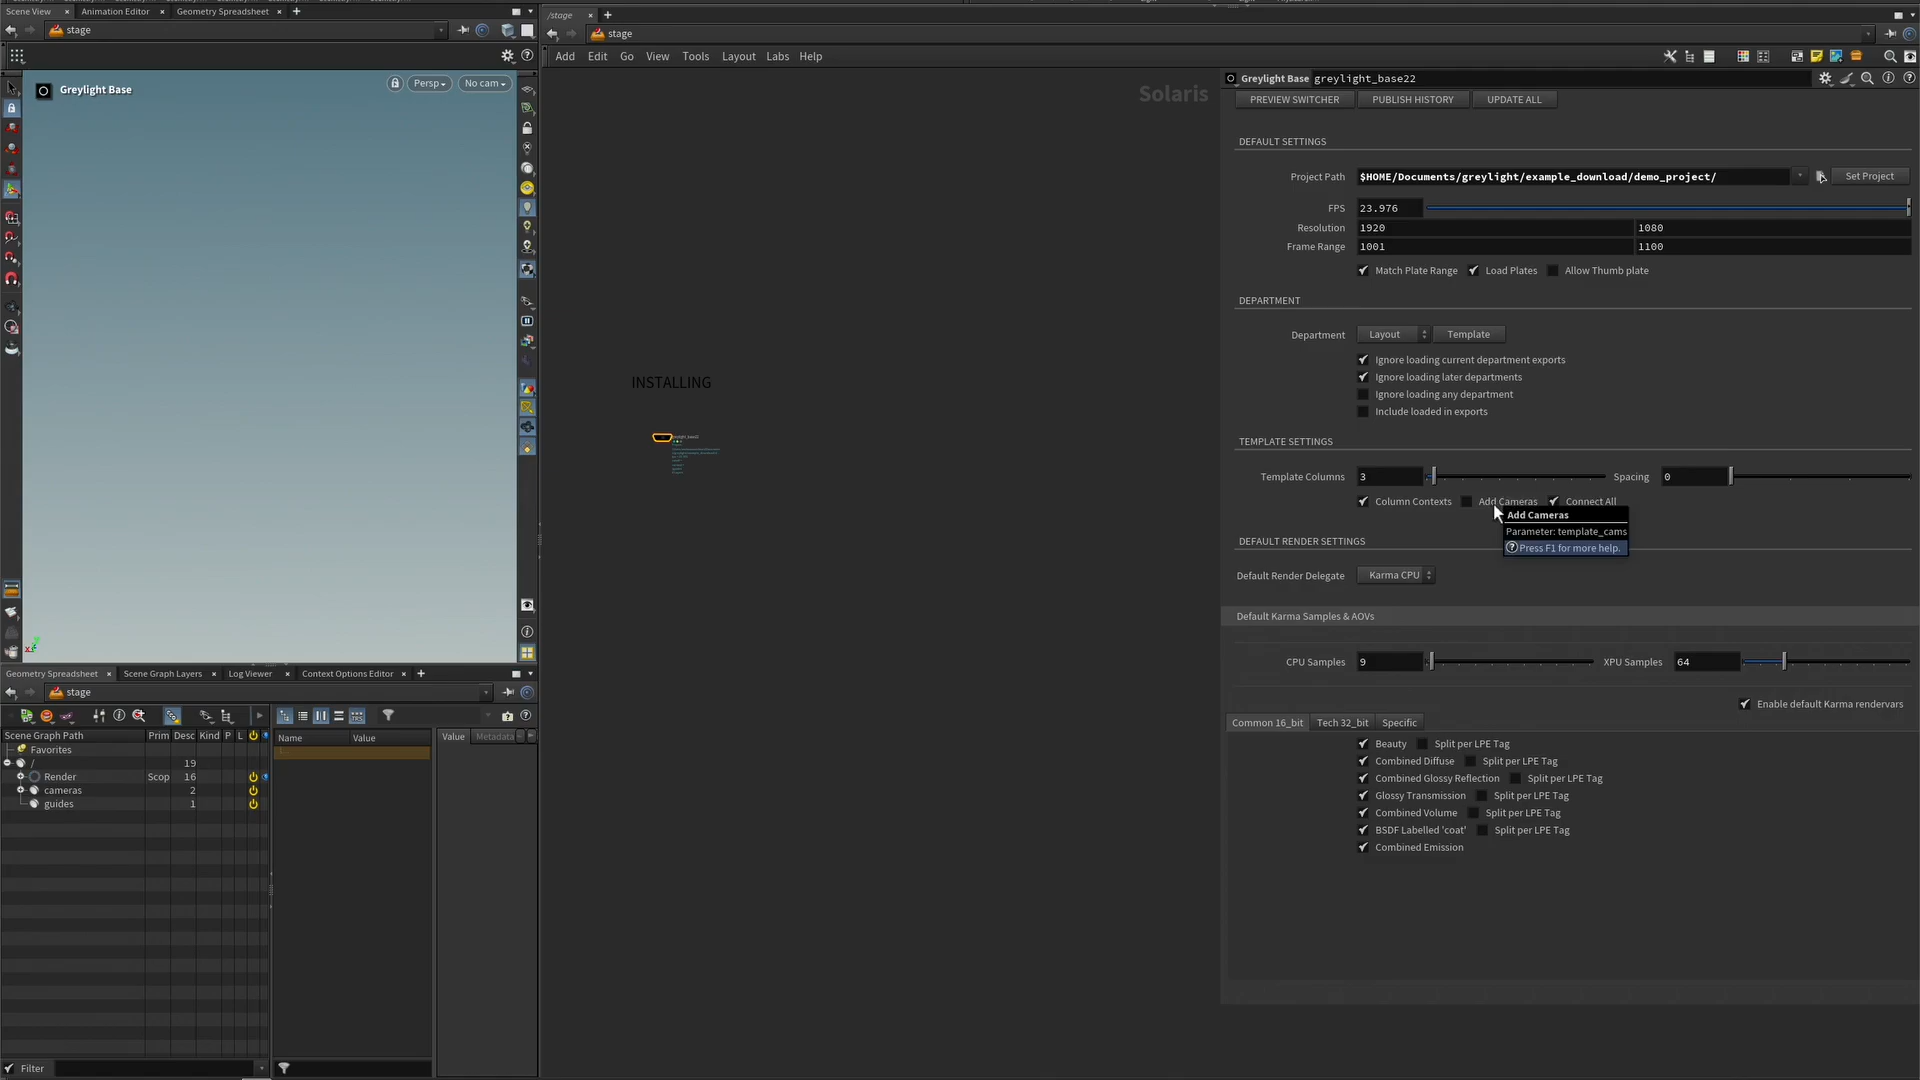 Scene View
Animation Editor
Geometry Spreadsheet
stage
Greylight Base
Persp
No cam
/stage
stage
Add Edit Go View Tools Layout Labs Help
Solaris
INSTALLING
Greylight Base greylight_base22
PREVIEW SWITCHER PUBLISH HISTORY UPDATE ALL
DEFAULT SETTINGS
Project Path $HOME/Documents/greylight/example_download/demo_project/ Set Project
FPS 23.976
Resolution 1920 1080
Frame Range 1001 1100
Match Plate Range Load Plates Allow Thumb plate
DEPARTMENT
Department Layout Template
Ignore loading current department exports
Ignore loading later departments
Ignore loading any department
Include loaded in exports
TEMPLATE SETTINGS
Template Columns 3 Spacing 0
Column Contexts Add Cameras Connect All
Add Cameras
Parameter: template_cams
Press F1 for more help.
DEFAULT RENDER SETTINGS
Default Render Delegate Karma CPU
Default Karma Samples & AOVs
CPU Samples 9 XPU Samples 64
Enable default Karma rendervars
Common 16_bit Tech 32_bit Specific
Beauty Split per LPE Tag
Combined Diffuse Split per LPE Tag
Combined Glossy Reflection Split per LPE Tag
Glossy Transmission Split per LPE Tag
Combined Volume Split per LPE Tag
BSDF Labelled 'coat' Split per LPE Tag
Combined Emission
Geometry Spreadsheet Scene Graph Layers Log Viewer Context Options Editor
stage
Scene Graph Path Prim Desc Kind P L
Favorites
/ 19
Render Scop 16
cameras 2
guides 1
Name Value
Value Metadata
Filter